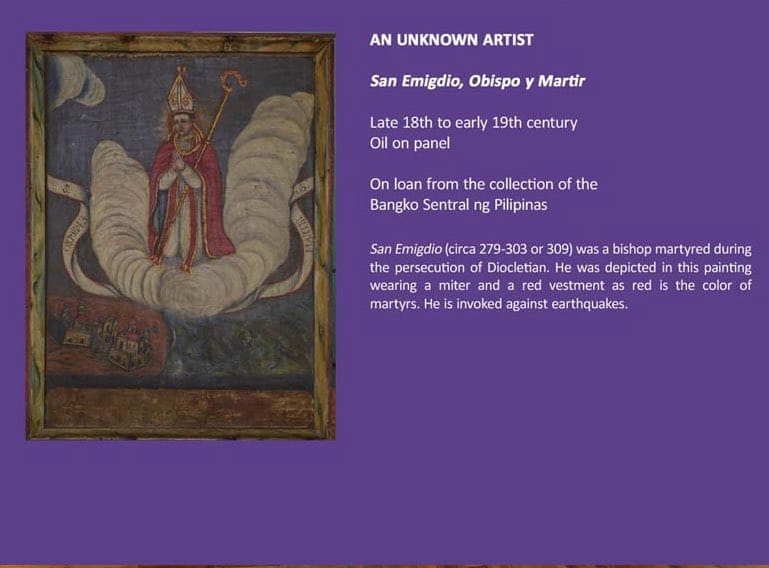 AN UNKNOWN ARTIST
San Emigdio, Obispo y Martir
Late 18th to early 19th century
Oil on panel
On loan from the collection of the
Bangko Sentral ng Pilipinas
San Emigdio (circa 279-303 or 309) was a bishop martyred during
the persecution of Diocletian. He was depicted in this painting
wearing a miter and a red vestment as red is the color of
martyrs. He is invoked against earthquakes.